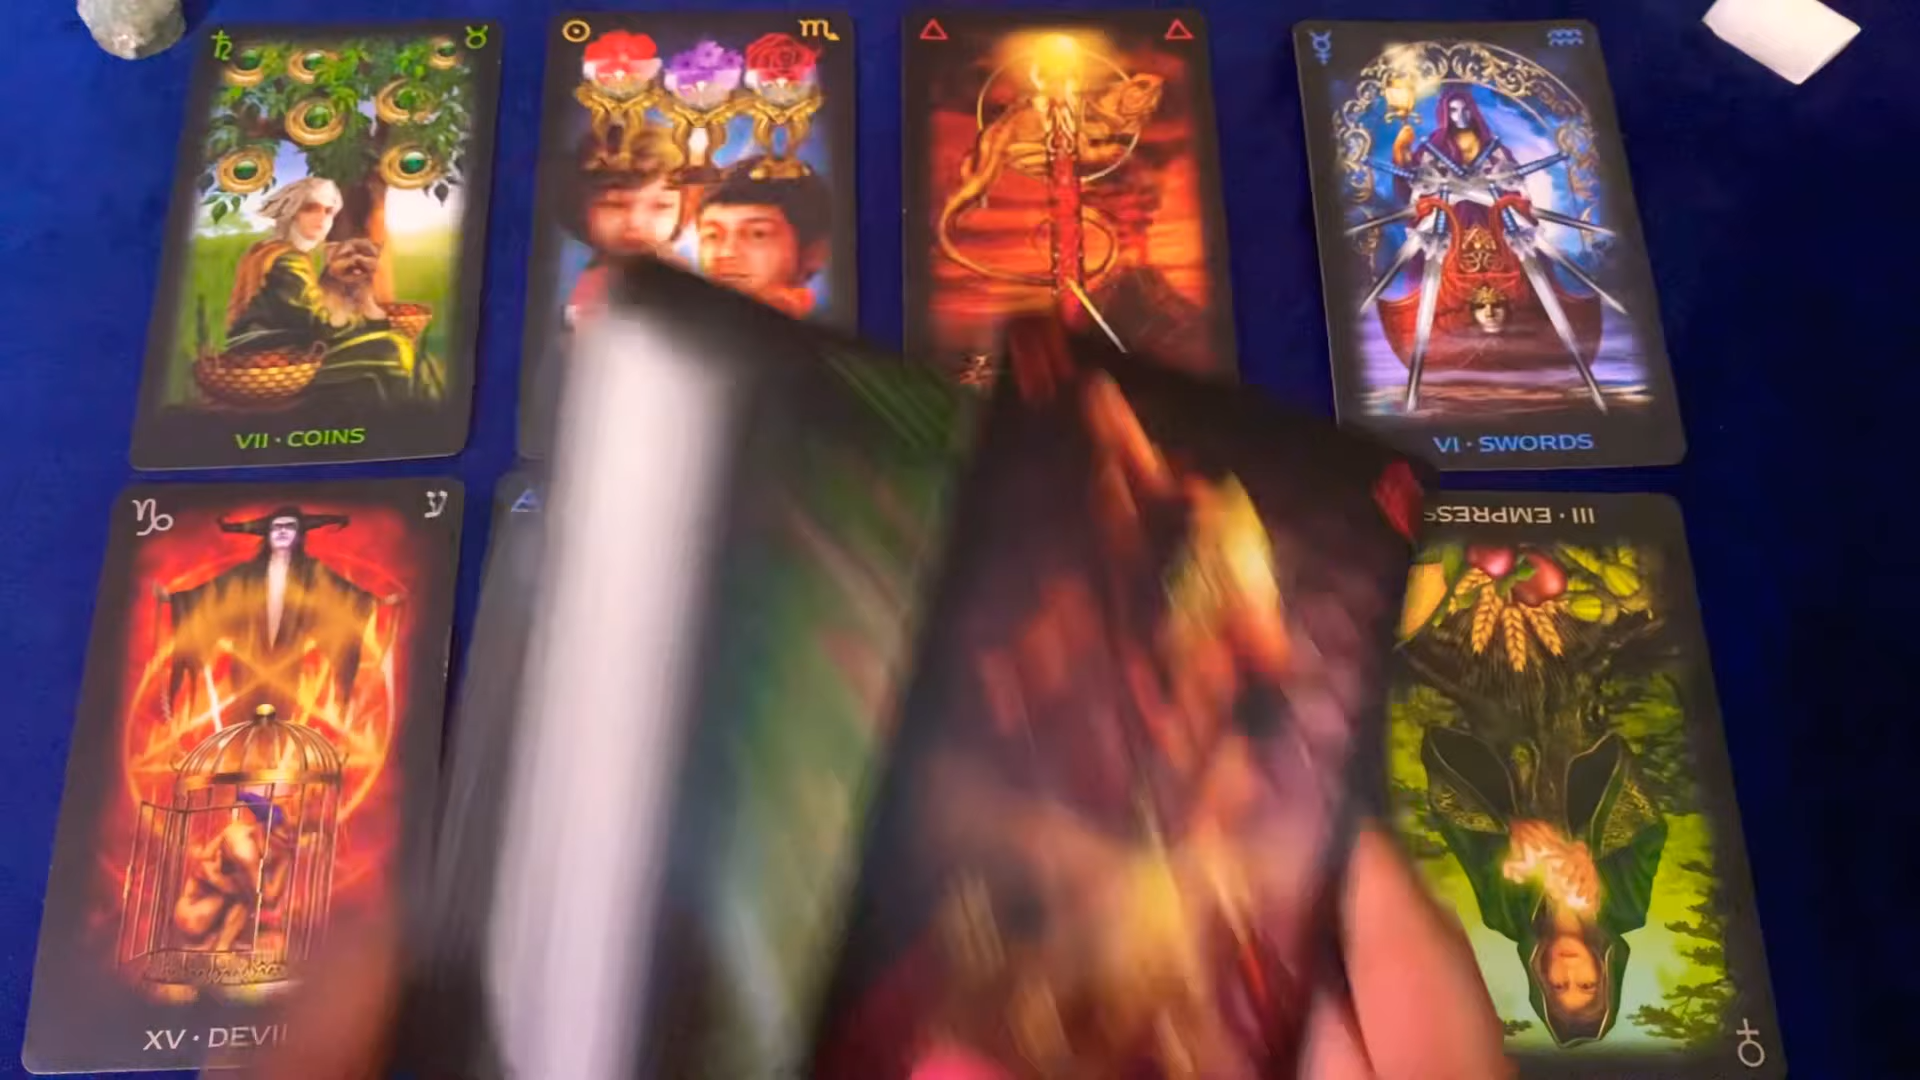 VII · COINS
VI · SWORDS
III · EMPRESS
XV · DEVI